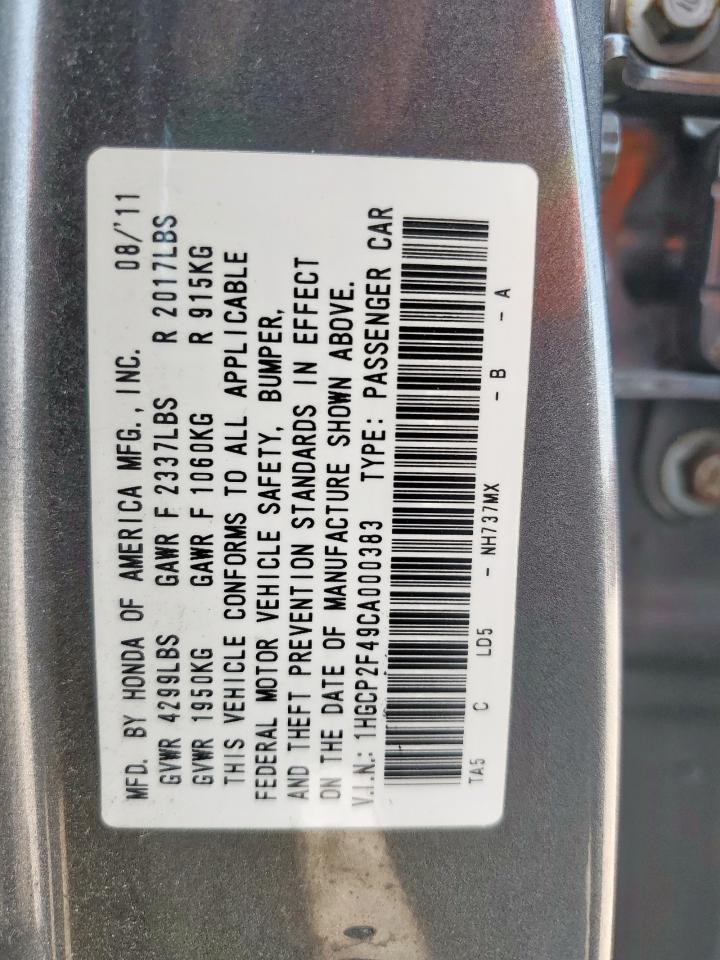 MFD. BY HONDA OF AMERICA MFG., INC. 08/'11
GVWR 4299LBS GAWR F 2337LBS R 2017LBS
GVWR 1950KG GAWR F 1060KG R 915KG
THIS VEHICLE CONFORMS TO ALL APPLICABLE
FEDERAL MOTOR VEHICLE SAFETY, BUMPER,
AND THEFT PREVENTION STANDARDS IN EFFECT
ON THE DATE OF MANUFACTURE SHOWN ABOVE.
V.I.N.: 1HGCP2F49CA000383 TYPE: PASSENGER CAR
TA5 C LD5 - NH737MX - B - A